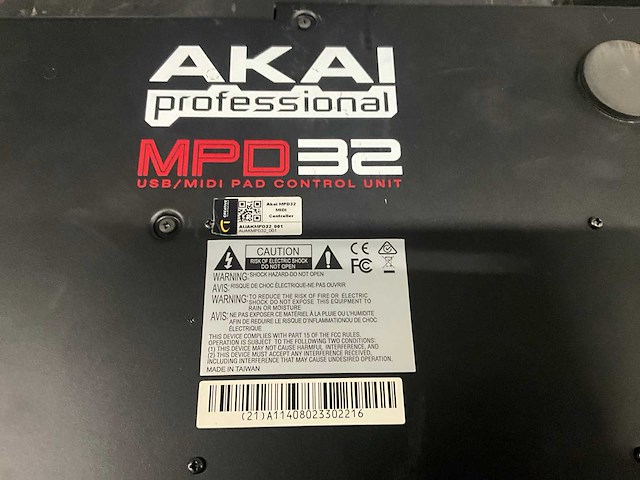 AKAI
professional
MPD32
USB/MIDI PAD CONTROL UNIT
Akai MPD32
MIDI
Controller
AUAKMPD32_001
AUAKMPD32_001
CAUTION
RISK OF ELECTRIC SHOCK
DO NOT OPEN
CE
FC
WARNING: SHOCK HAZARD-DO NOT OPEN
AVIS: RISQUE DE CHOC ÉLECTRIQUE-NE PAS OUVRIR
WARNING: TO REDUCE THE RISK OF FIRE OR ELECTRIC
SHOCK DO NOT EXPOSE THIS EQUIPMENT TO
RAIN OR MOISTURE
AVIS: NE PAS EXPOSER CE MATÉRIEL À LA PLUIE OU L'HUMIDITE
AFIN DE REDUIRE LE RISQUE D'INFLAMMATIONOU DE CHOC
ÉLECTRIQUE
THIS DEVICE COMPLIES WITH PART 15 OF THE FCC RULES.
OPERATION IS SUBJECT TO THE FOLLOWING TWO CONDITIONS:
(1) THIS DEVICE MAY NOT CAUSE HARMFUL INTERFERENCE, AND
(2) THIS DEVICE MUST ACCEPT ANY INTERFERENCE RECEIVED,
INCLUDING INTERFERENCE THAT MAY CAUSE UNDESIRED OPERATION
MADE IN TAIWAN
(21)A11408023302216